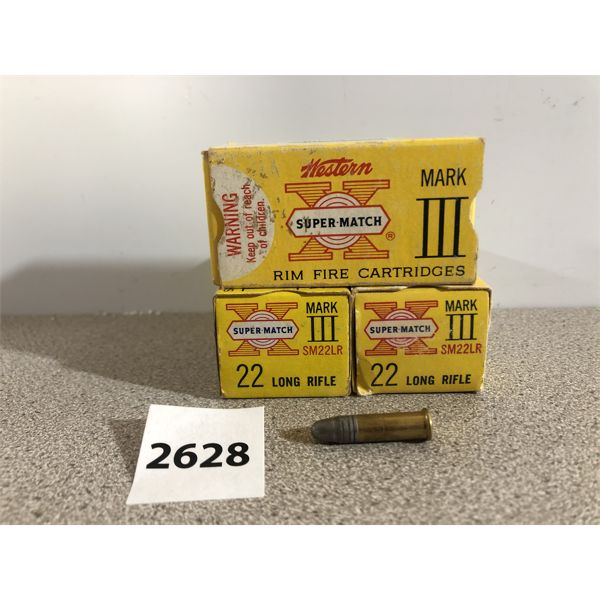 Western
X
SUPER-MATCH ®
MARK
III
RIM FIRE CARTRIDGES
WARNING
Keep out of reach
of children.
X
SUPER-MATCH
MARK
III
SM22LR
22 LONG RIFLE
X
SUPER-MATCH
MARK
III
SM22LR
22 LONG RIFLE
2628